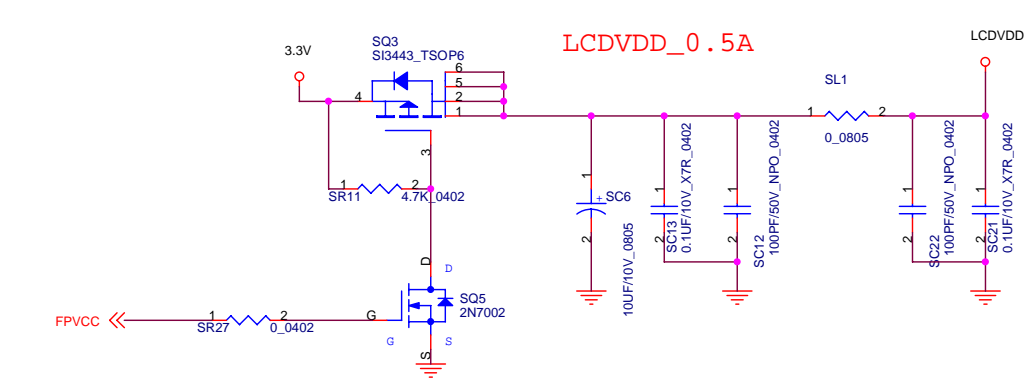 LCDVDD_0.5A
LCDVDD
3.3V
SQ3
SI3443_TSOP6
4
6
5
2
1
3
SL1
1
2
0_0805
SR11
1
2
4.7K_0402
1
+
SC6
2
10UF/10V_0805
1
2
SC13
0.1UF/10V_X7R_0402
1
2
SC12
100PF/50V_NPO_0402
1
2
SC22
100PF/50V_NPO_0402
1
2
SC21
0.1UF/10V_X7R_0402
D
D
SQ5
2N7002
G
G
S
S
FPVCC
1
2
SR27
0_0402